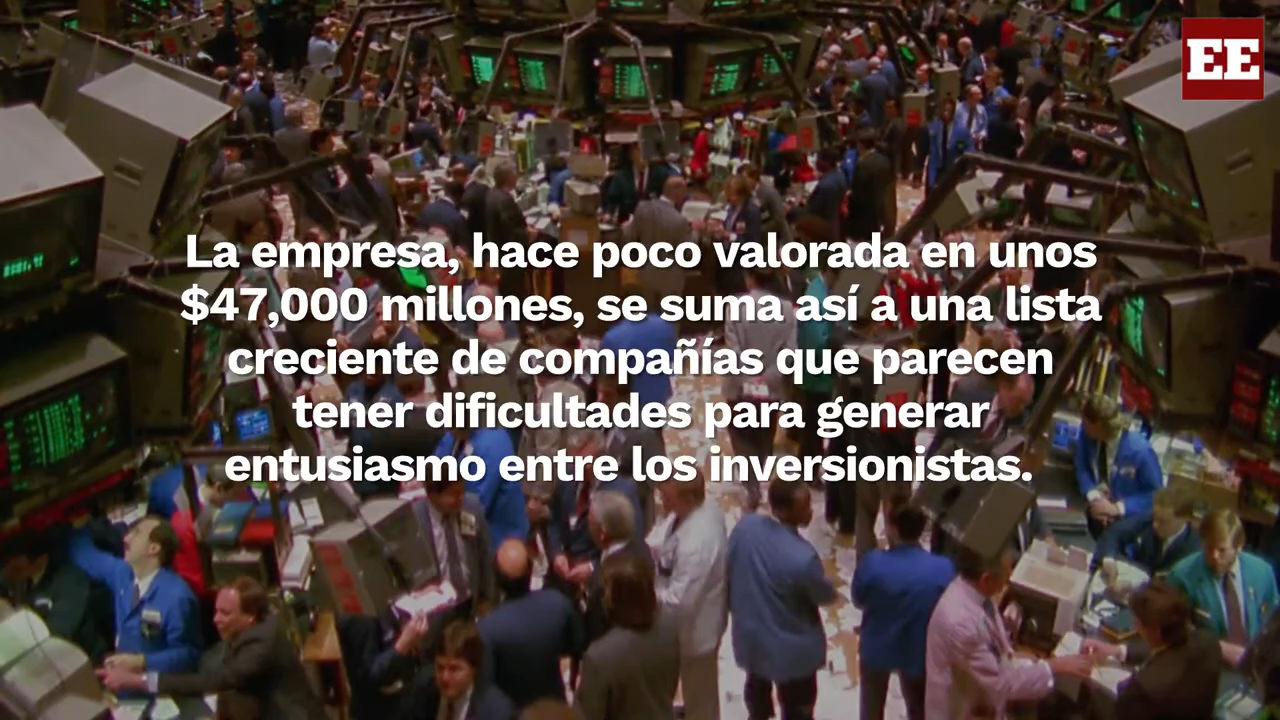 EE
La empresa, hace poco valorada en unos
$47,000 millones, se suma así a una lista
creciente de compañías que parecen
tener dificultades para generar
entusiasmo entre los inversionistas.